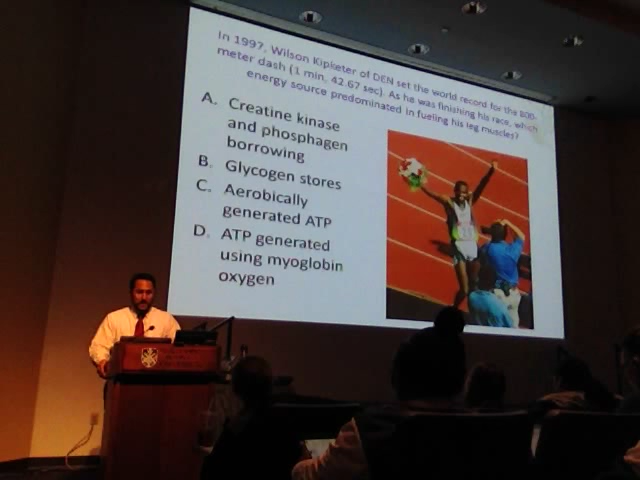 In 1997, Wilson Kipketer of DEN set the world record for the 800-
meter dash (1 min, 42.67 sec). As he was finishing his race, which
energy source predominated in fueling his leg muscles?
A. Creatine kinase
and phosphagen
borrowing
B. Glycogen stores
C. Aerobically
generated ATP
D. ATP generated
using myoglobin
oxygen